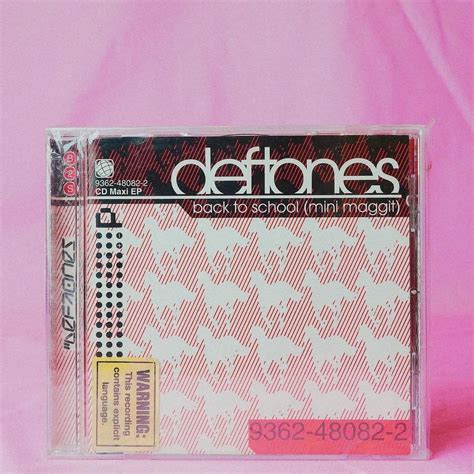 deftones
back to school (mini maggit)
9362-48082-2
CD Maxi EP
WARNING:
This recording
contains explicit
language.
9362-48082-2